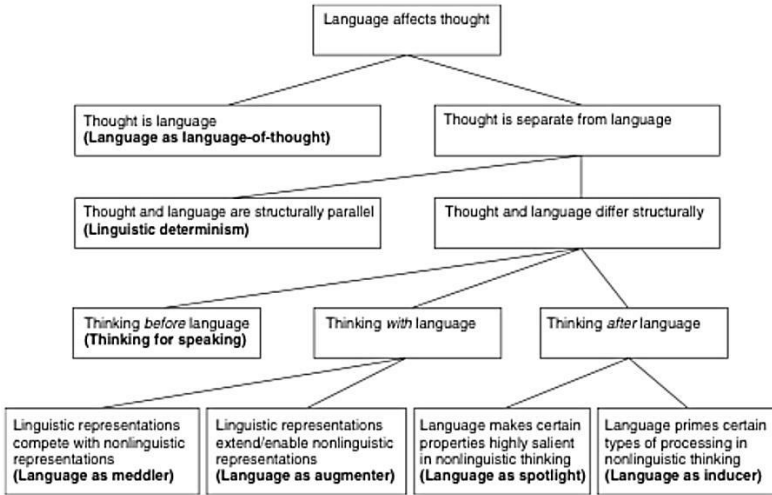 Language affects thought
Thought is language
(Language as language-of-thought)
Thought is separate from language
Thought and language are structurally parallel
(Linguistic determinism)
Thought and language differ structurally
Thinking before language
(Thinking for speaking)
Thinking with language
Thinking after language
Linguistic representations
compete with nonlinguistic
representations
(Language as meddler)
Linguistic representations
extend/enable nonlinguistic
representations
(Language as augmenter)
Language makes certain
properties highly salient
in nonlinguistic thinking
(Language as spotlight)
Language primes certain
types of processing in
nonlinguistic thinking
(Language as inducer)